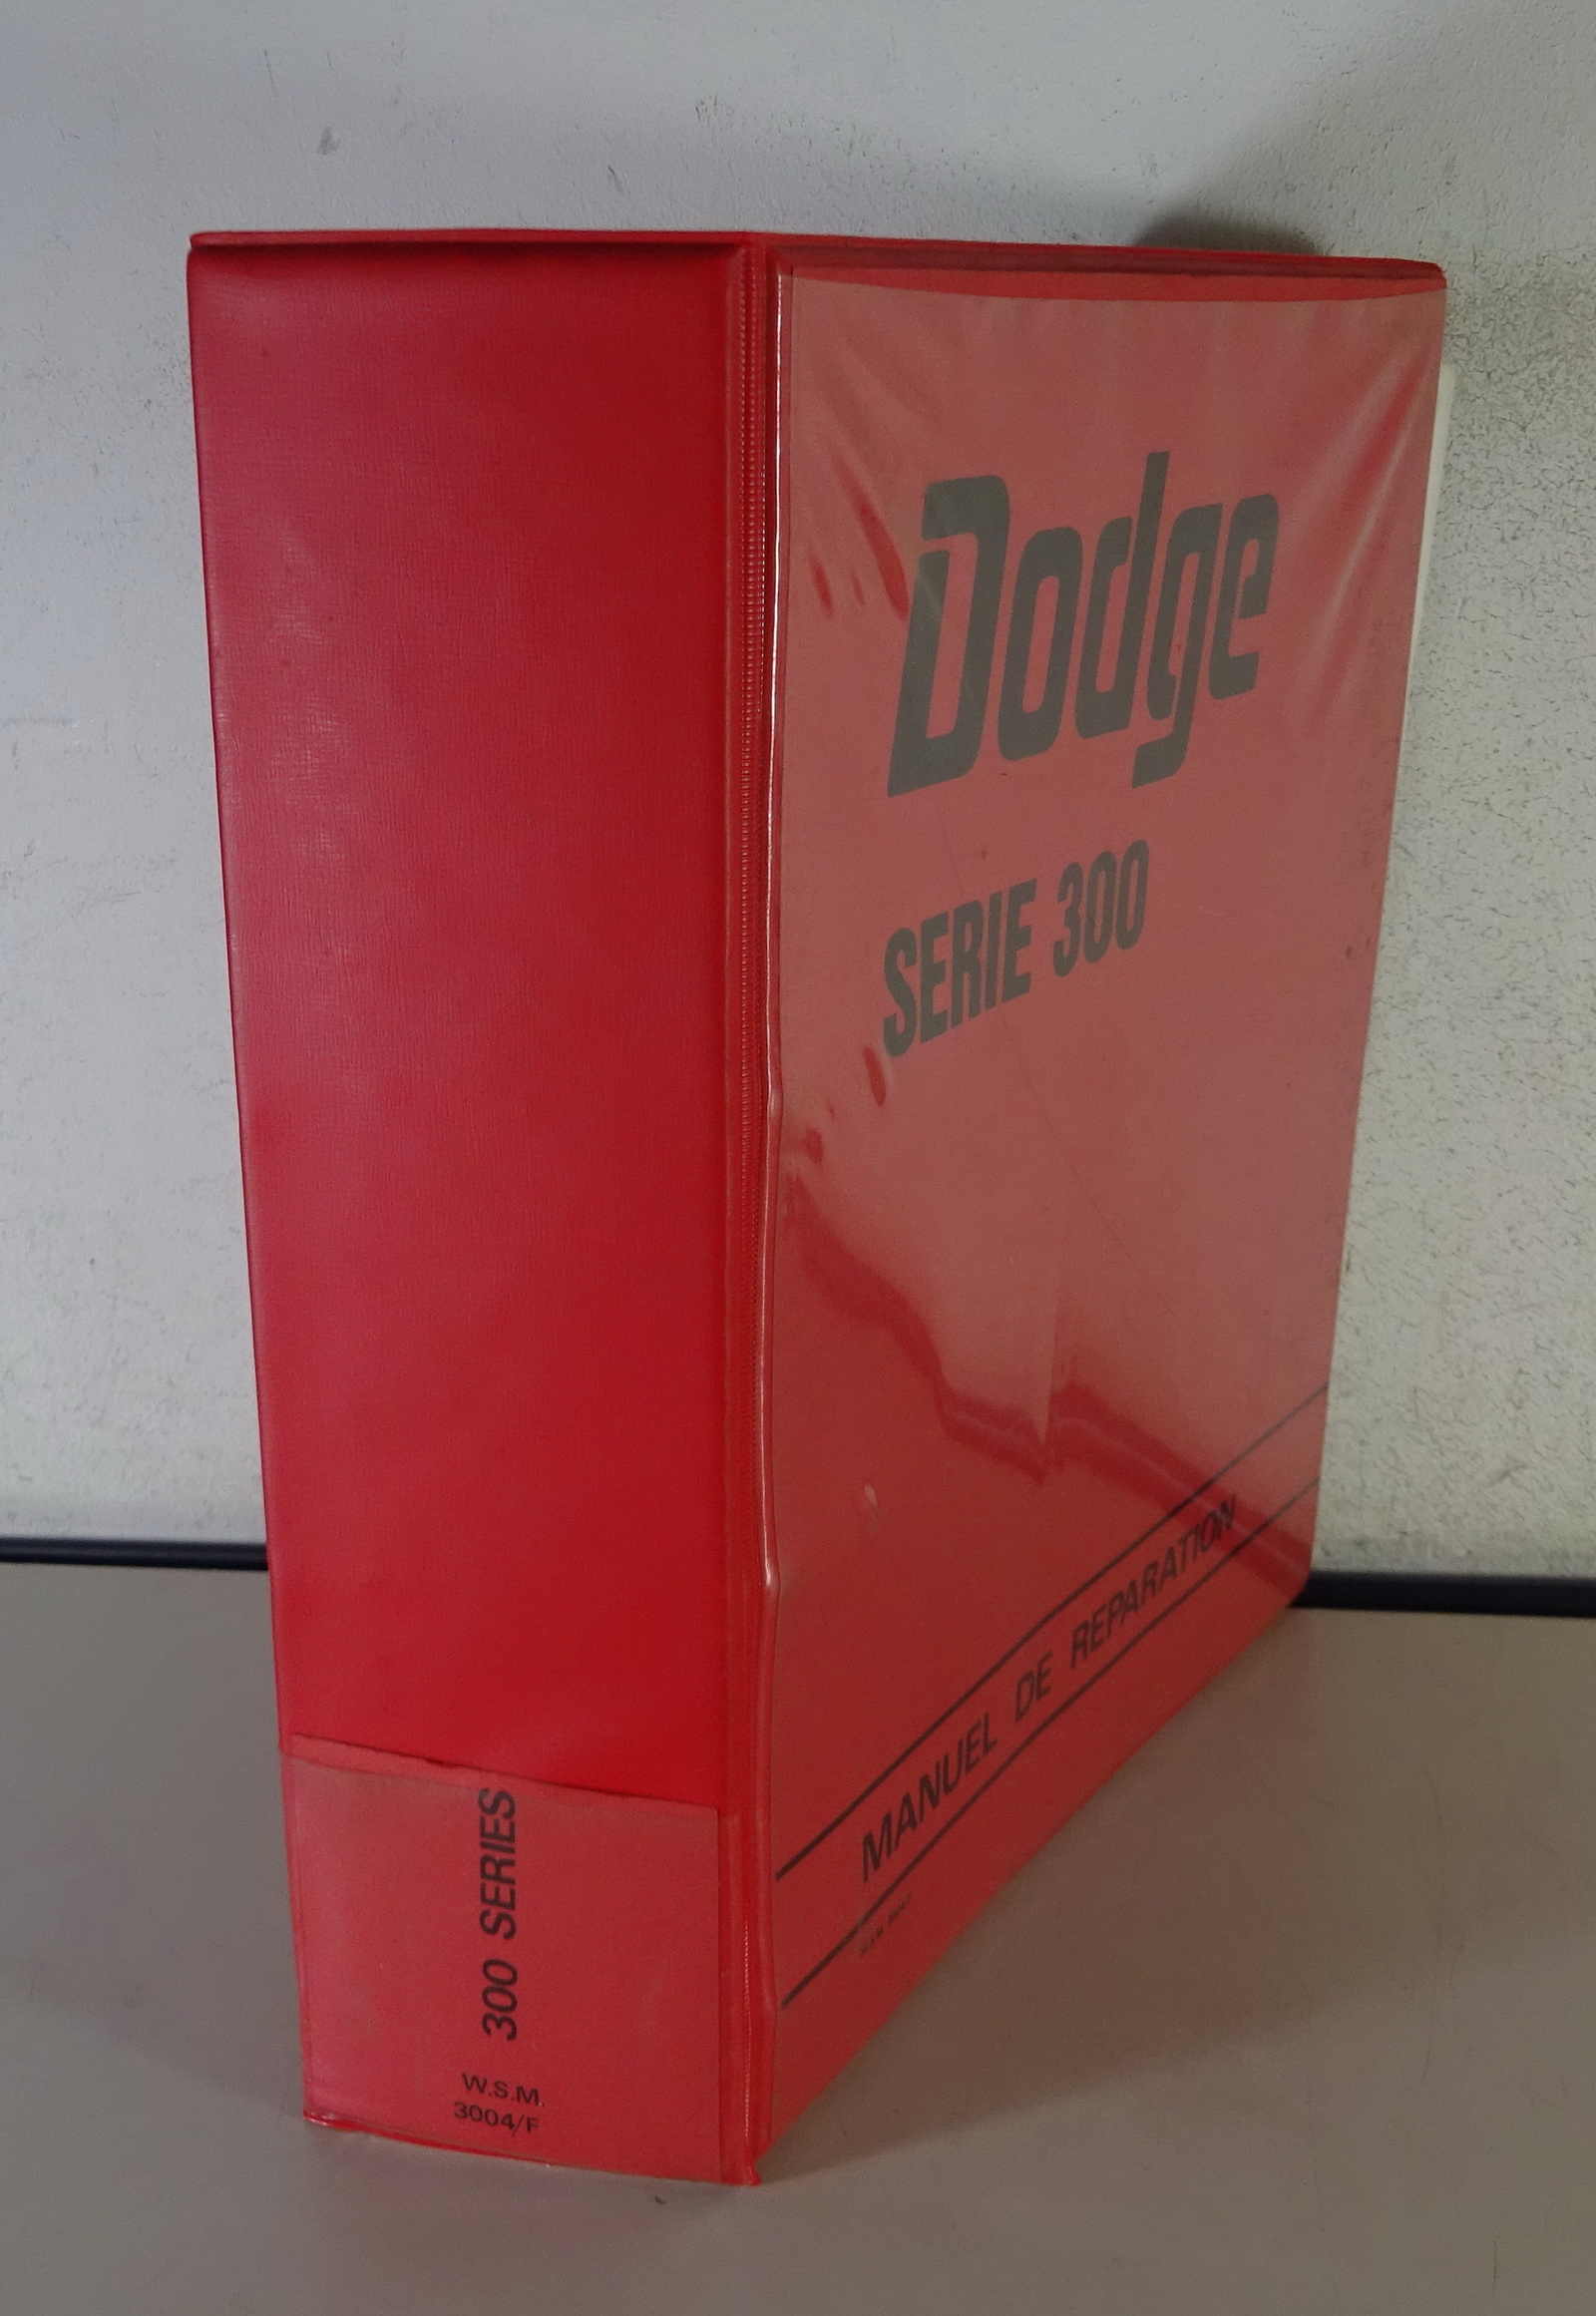 Dodge
SERIE 300
MANUEL DE REPARATION
300 SERIES
W.S.M.
3004/F